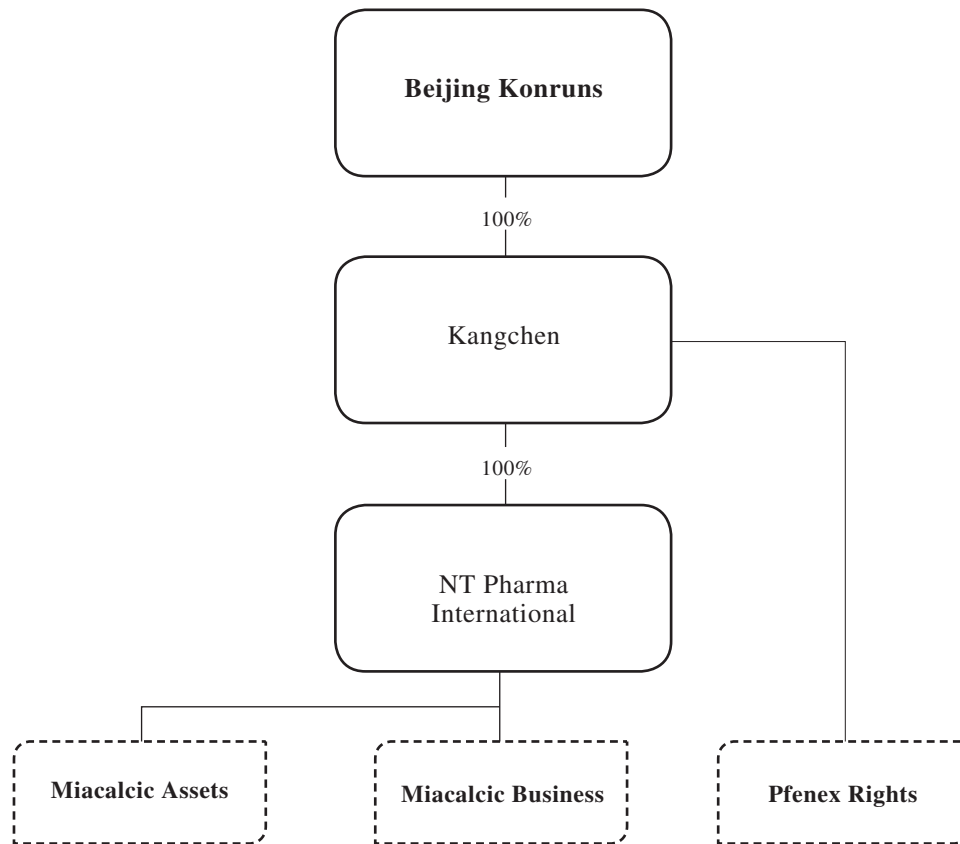 Beijing Konruns
100%
Kangchen
100%
NT Pharma
International
Miacalcic Assets
Miacalcic Business
Pfenex Rights